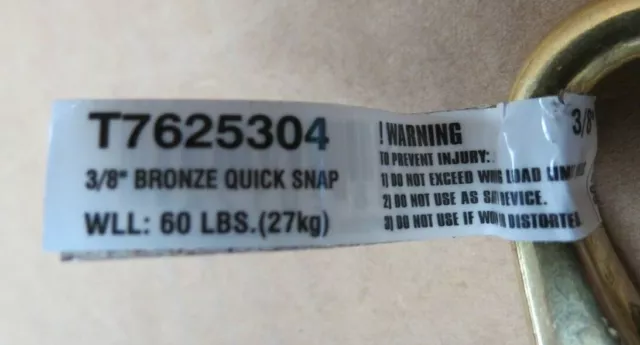 T7625304
3/8" BRONZE QUICK SNAP
WLL: 60 LBS.(27kg)
! WARNING
TO PREVENT INJURY:
1) DO NOT EXCEED LOAD
2) DO NOT USE AS DEVICE.
3) DO NOT USE IF DISTORTED
3/8"